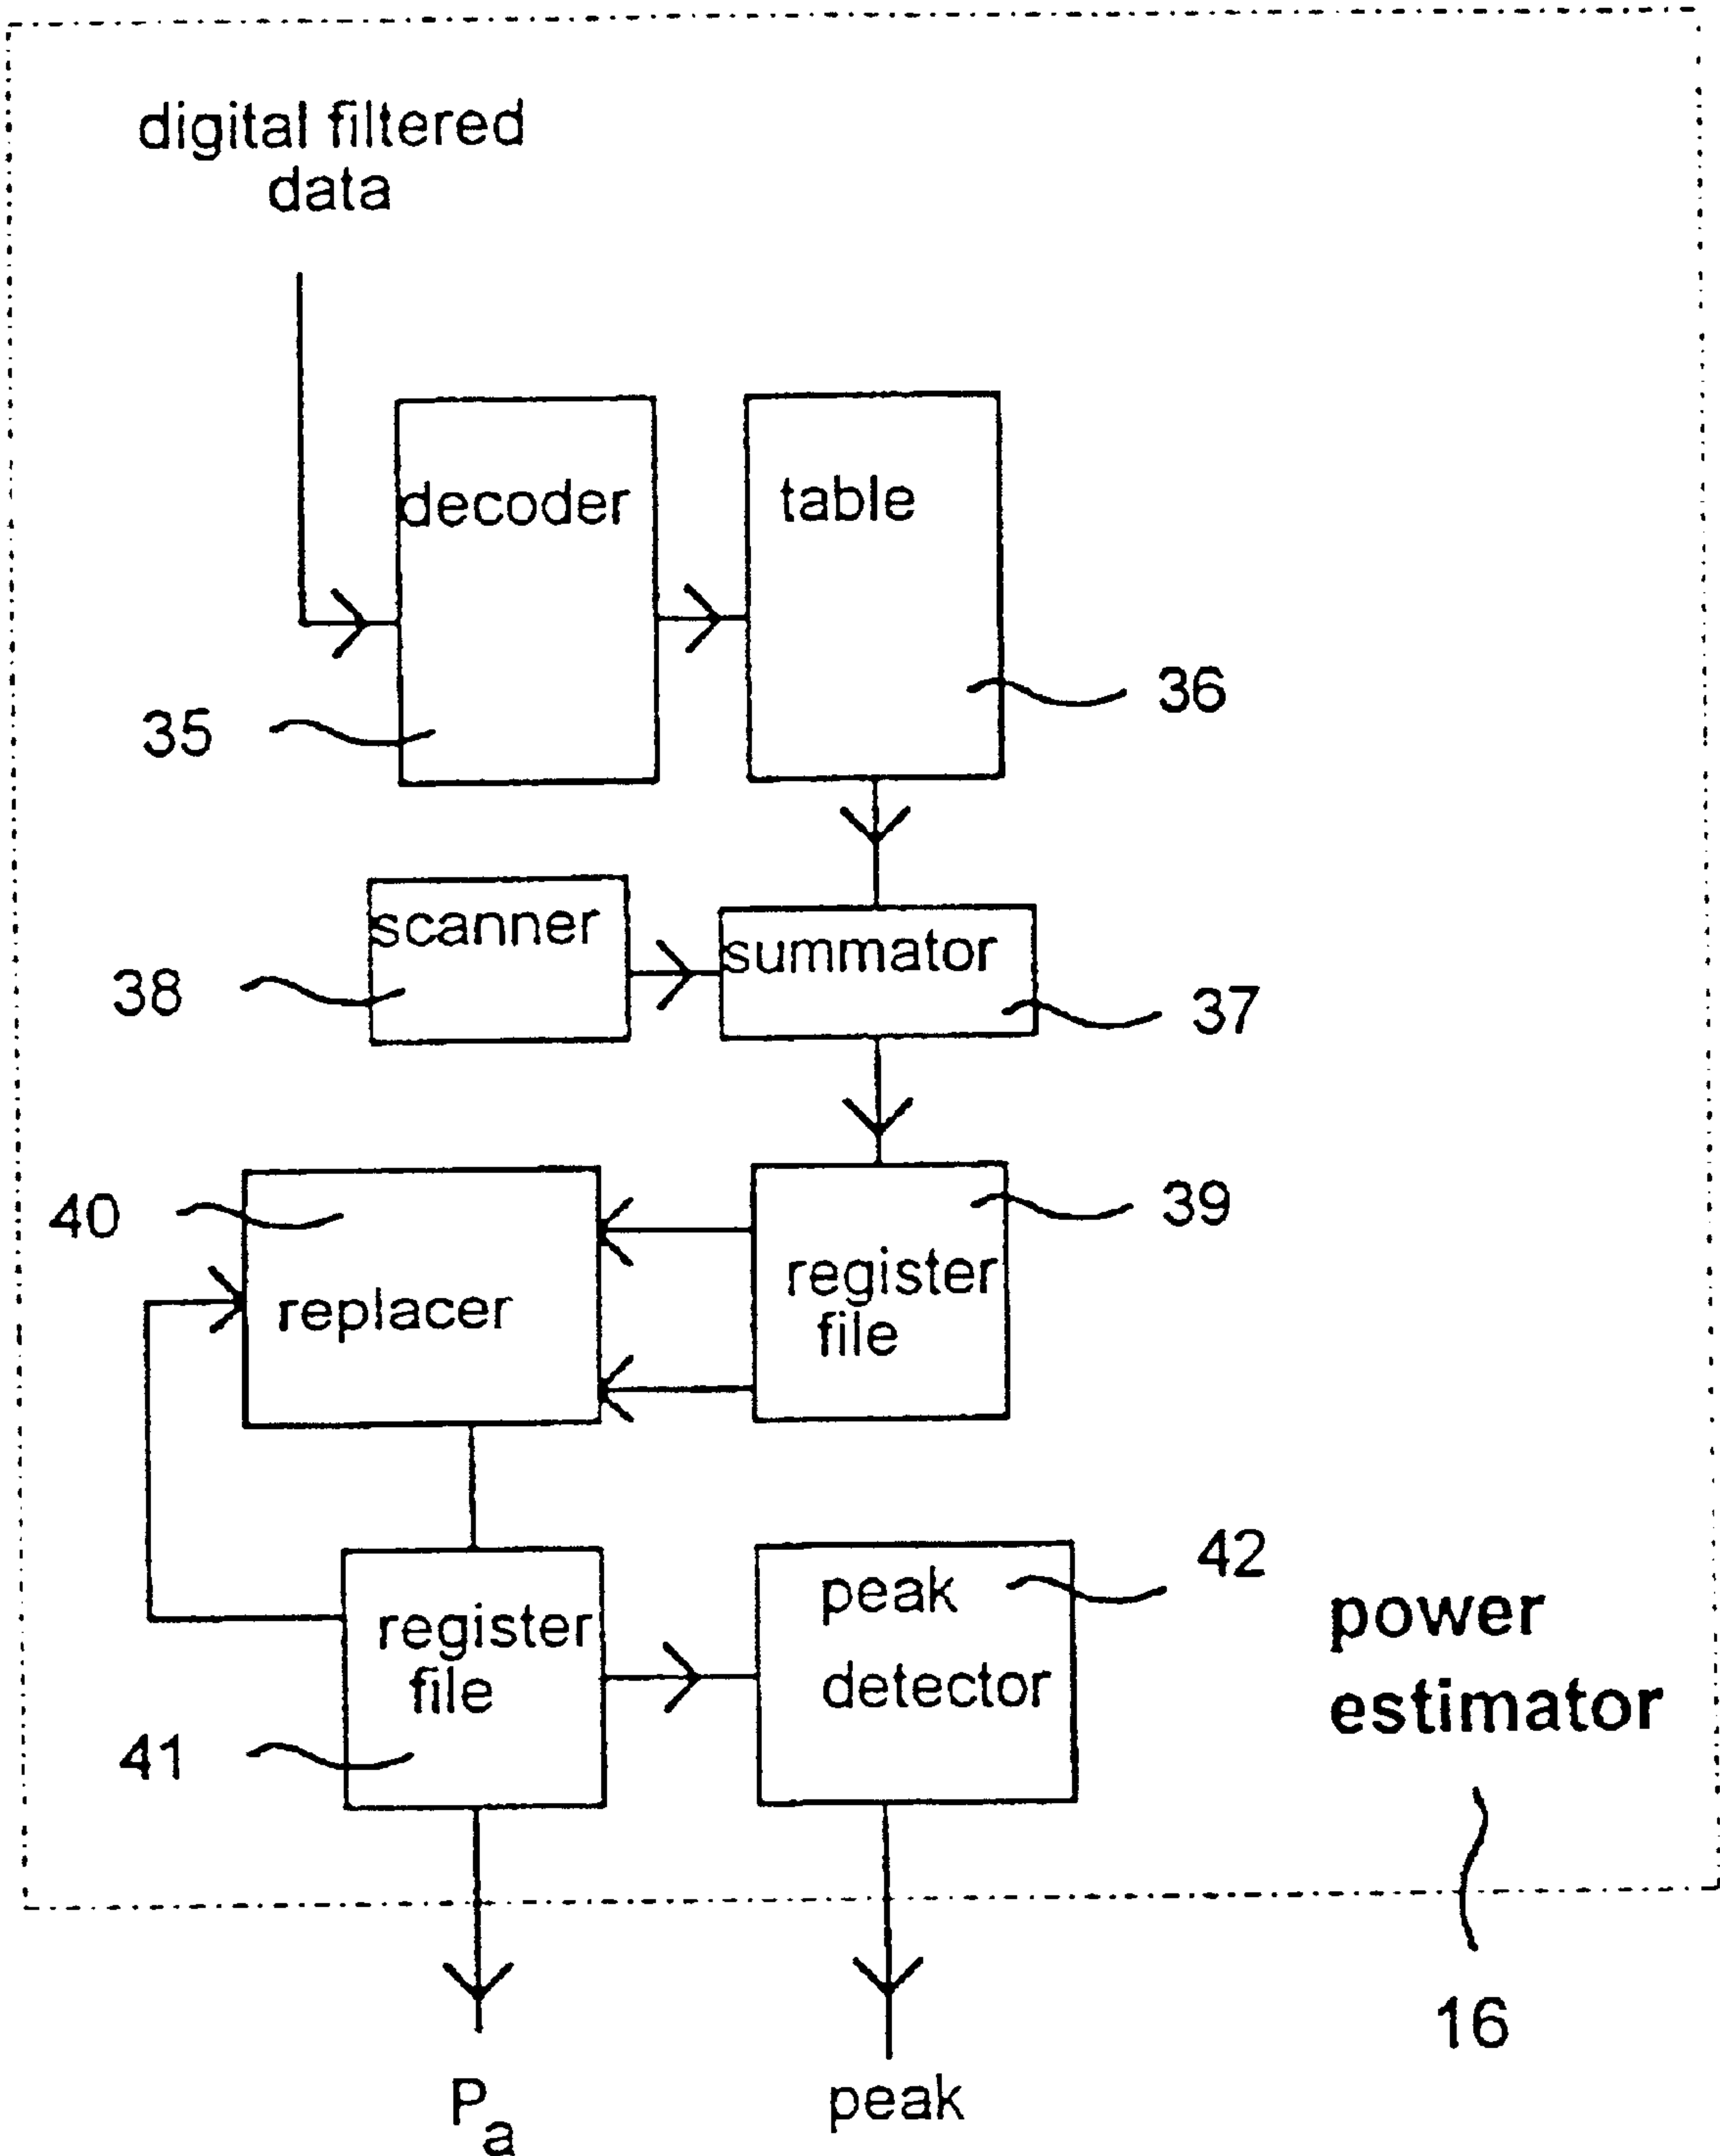 digital filtered
data
decoder
table
36
35
scanner
summator
38
37
40
39
register
file
replacer
42
peak
detector
register
file
41
power
estimator
16
Pa
peak